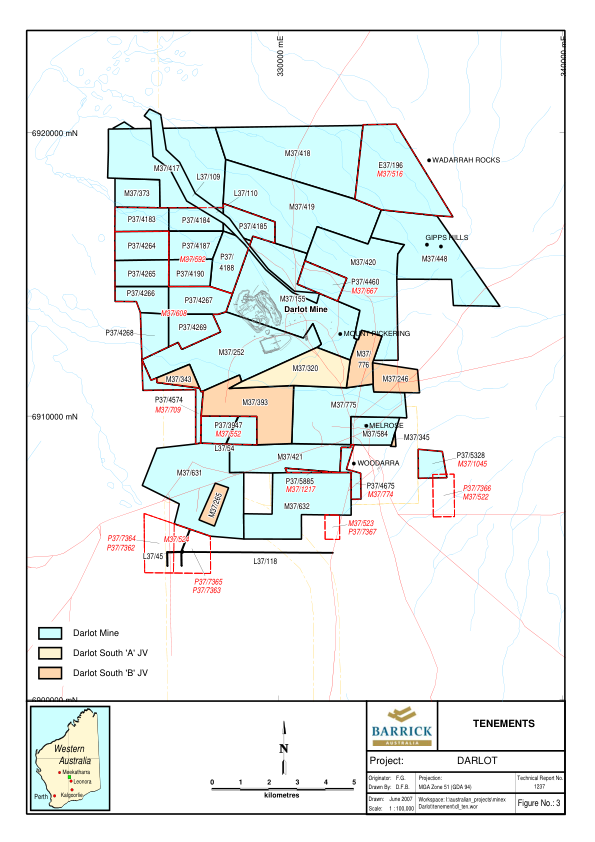 330000 mE
340000 mE
6920000 mN
M37/418
M37/417
E37/196
M37/516
WADARRAH ROCKS
L37/109
M37/373
L37/110
M37/419
P37/4183
P37/4184
P37/4185
GIPPS HILLS
P37/4264
P37/4187
M37/592
P37/
4188
M37/420
M37/448
P37/4265
P37/4190
P37/4460
M37/667
P37/4266
P37/4267
M37/155
Darlot Mine
M37/608
P37/4268
P37/4269
MOUNT PICKERING
M37/252
M37/
776
M37/320
M37/343
M37/246
P37/4574
M37/709
M37/393
M37/775
6910000 mN
P37/3947
M37/552
MELROSE
M37/584
M37/345
L37/54
M37/421
P37/5328
M37/1045
WOODARRA
M37/631
P37/5885
M37/1217
P37/4675
M37/774
P37/7366
M37/522
M37/265
M37/632
M37/523
P37/7367
P37/7364
P37/7362
M37/524
L37/45
L37/118
P37/7365
P37/7363
Darlot Mine
Darlot South 'A' JV
Darlot South 'B' JV
6900000 mN
Western
Australia
Meekatharra
Leonora
Kalgoorlie
Perth
N
0 1 2 3 4 5
kilometres
BARRICK
AUSTRALIA
TENEMENTS
Project: DARLOT
Originator: F.G.
Drawn By: D.F.B.
Projection:
MGA Zone 51 (GDA 94)
Technical Report No.
1237
Drawn: June 2007
Scale: 1 :100,000
Workspace: t:\australian_projects\minex
Darlot\tenement\dl_ten.wor
Figure No.: 3